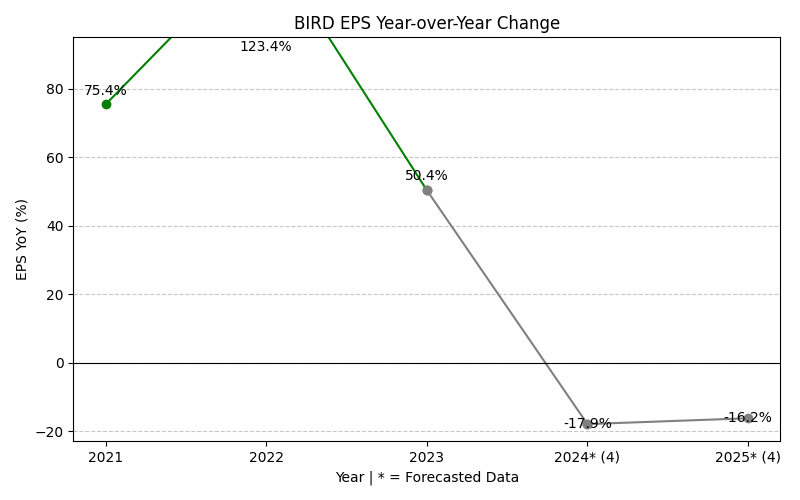 BIRD EPS Year-over-Year Change
123.4%
75.4%
50.4%
-17.9%
-16.2%
80
60
40
20
0
−20
EPS YoY (%)
2021 2022 2023 2024* (4) 2025* (4)
Year | * = Forecasted Data